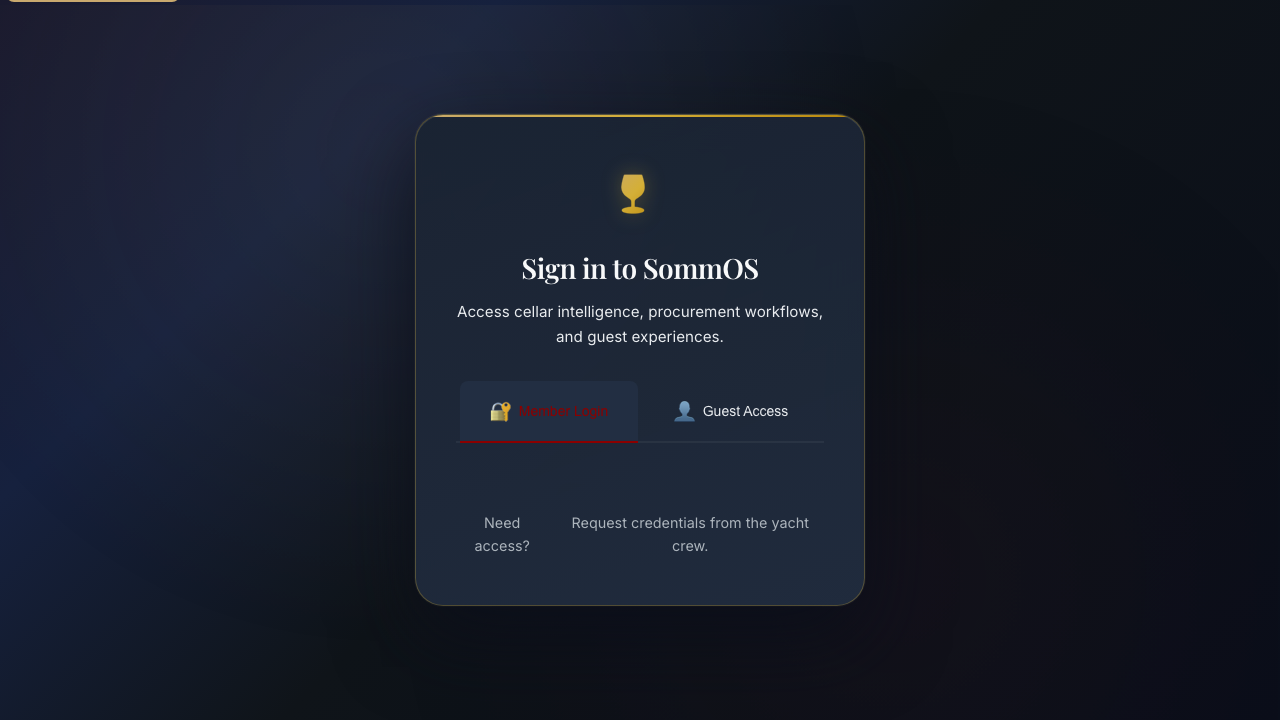 Sign in to SommOS
Access cellar intelligence, procurement workflows,
and guest experiences.
Member Login
Guest Access
Need
access?
Request credentials from the yacht
crew.